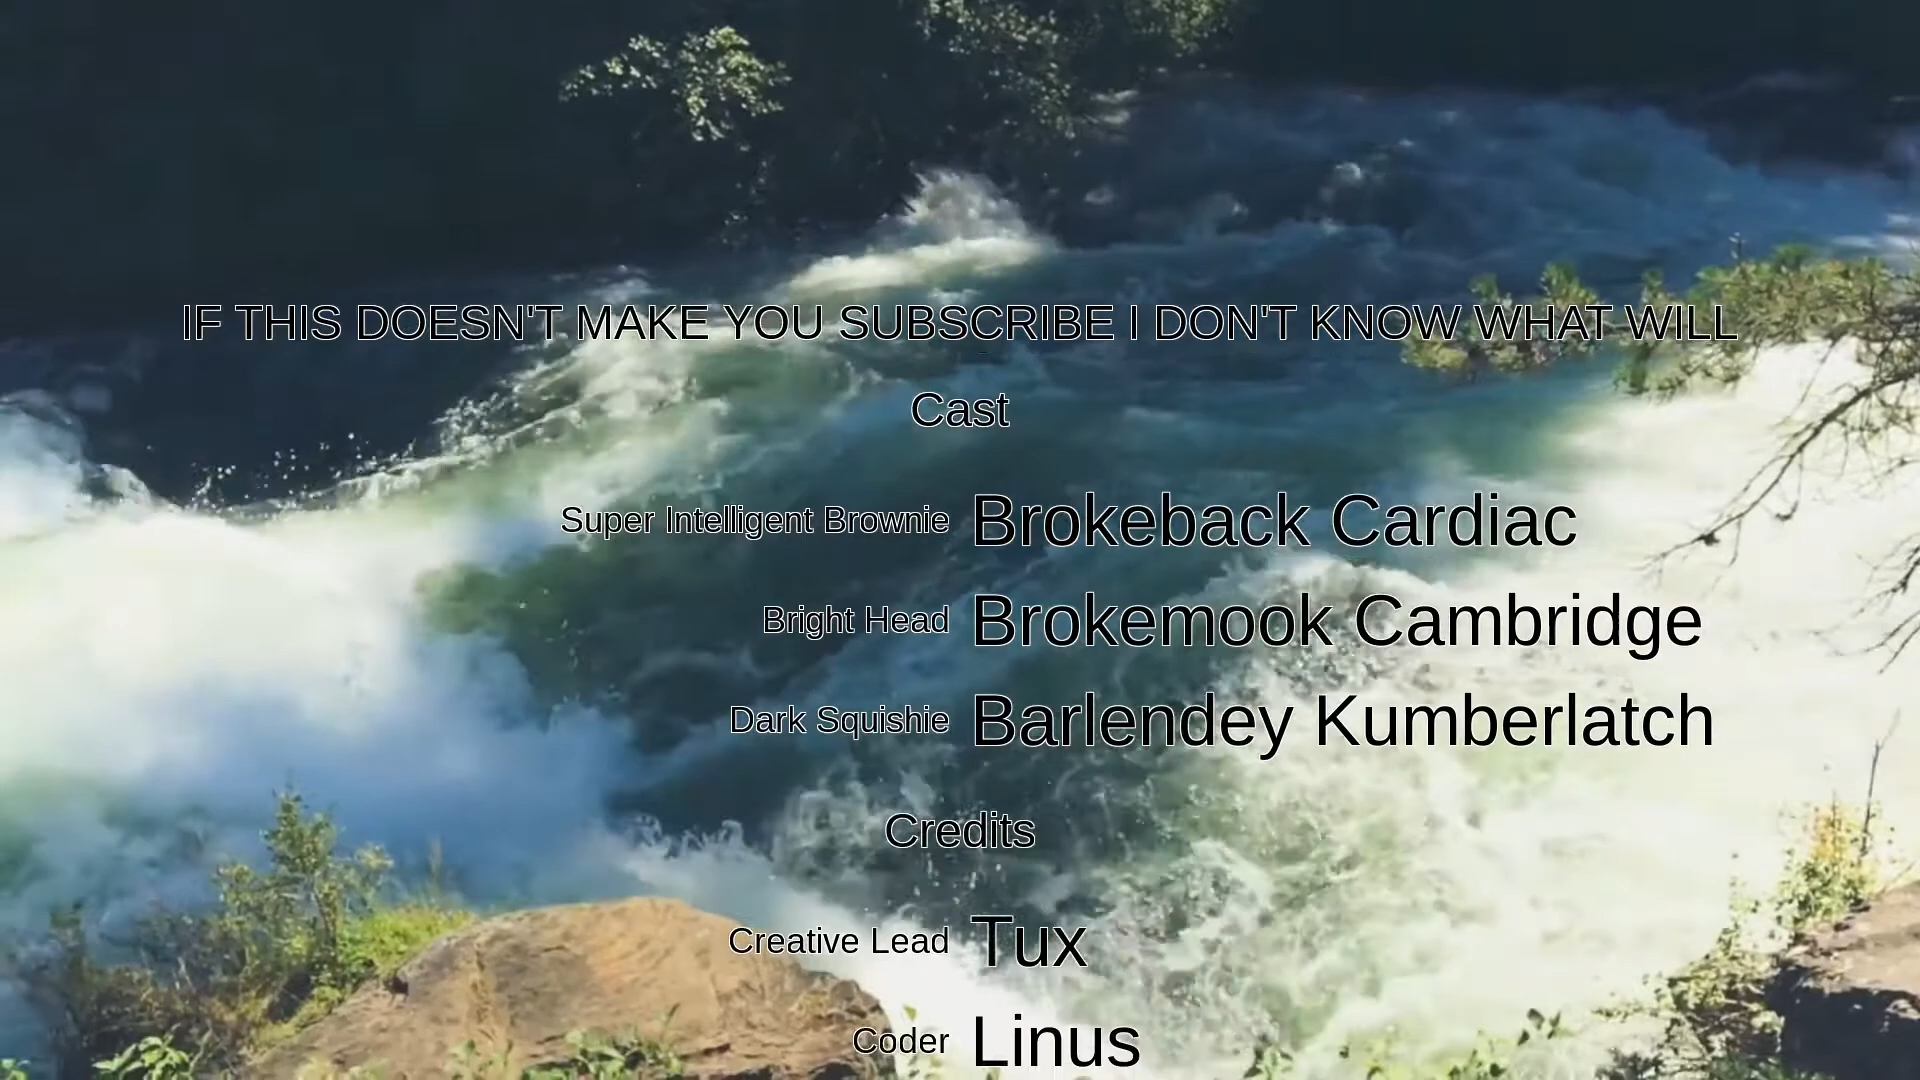 IF THIS DOESN'T MAKE YOU SUBSCRIBE I DON'T KNOW WHAT WILL
Cast
Super Intelligent Brownie Brokeback Cardiac
Bright Head Brokemook Cambridge
Dark Squishie Barlendey Kumberlatch
Credits
Creative Lead Tux
Coder Linus